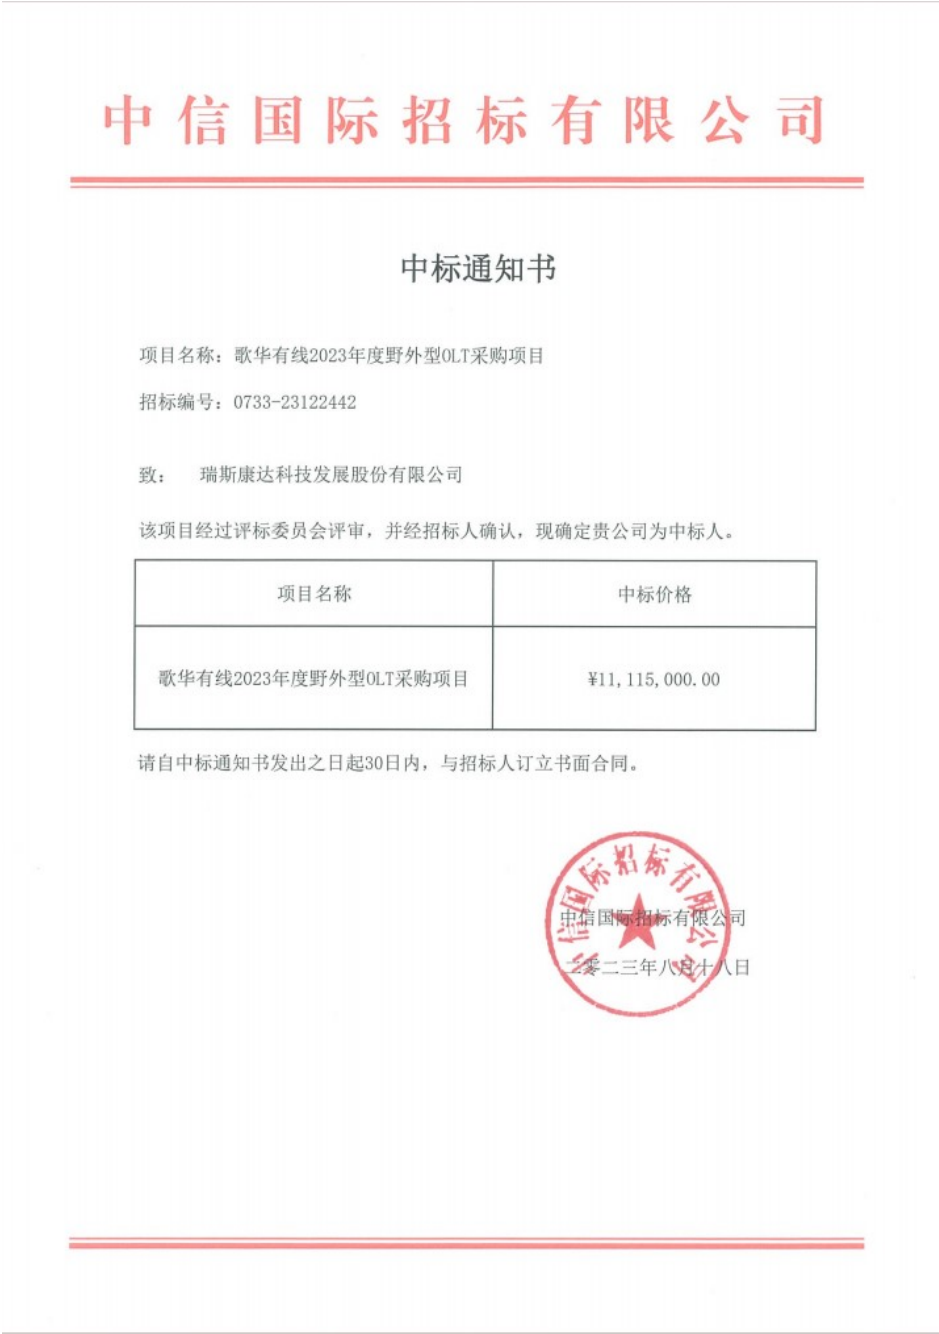 中信国际招标有限公司
中标通知书
项目名称：歌华有线2023年度野外型OLT采购项目
招标编号：0733-23122442
致： 瑞斯康达科技发展股份有限公司
该项目经过评标委员会评审，并经招标人确认，现确定贵公司为中标人。
项目名称 中标价格
歌华有线2023年度野外型OLT采购项目 ¥11,115,000.00
请自中标通知书发出之日起30日内，与招标人订立书面合同。
中信国际招标有限公司
中信国际招标有限公司
二零二三年八月十八日